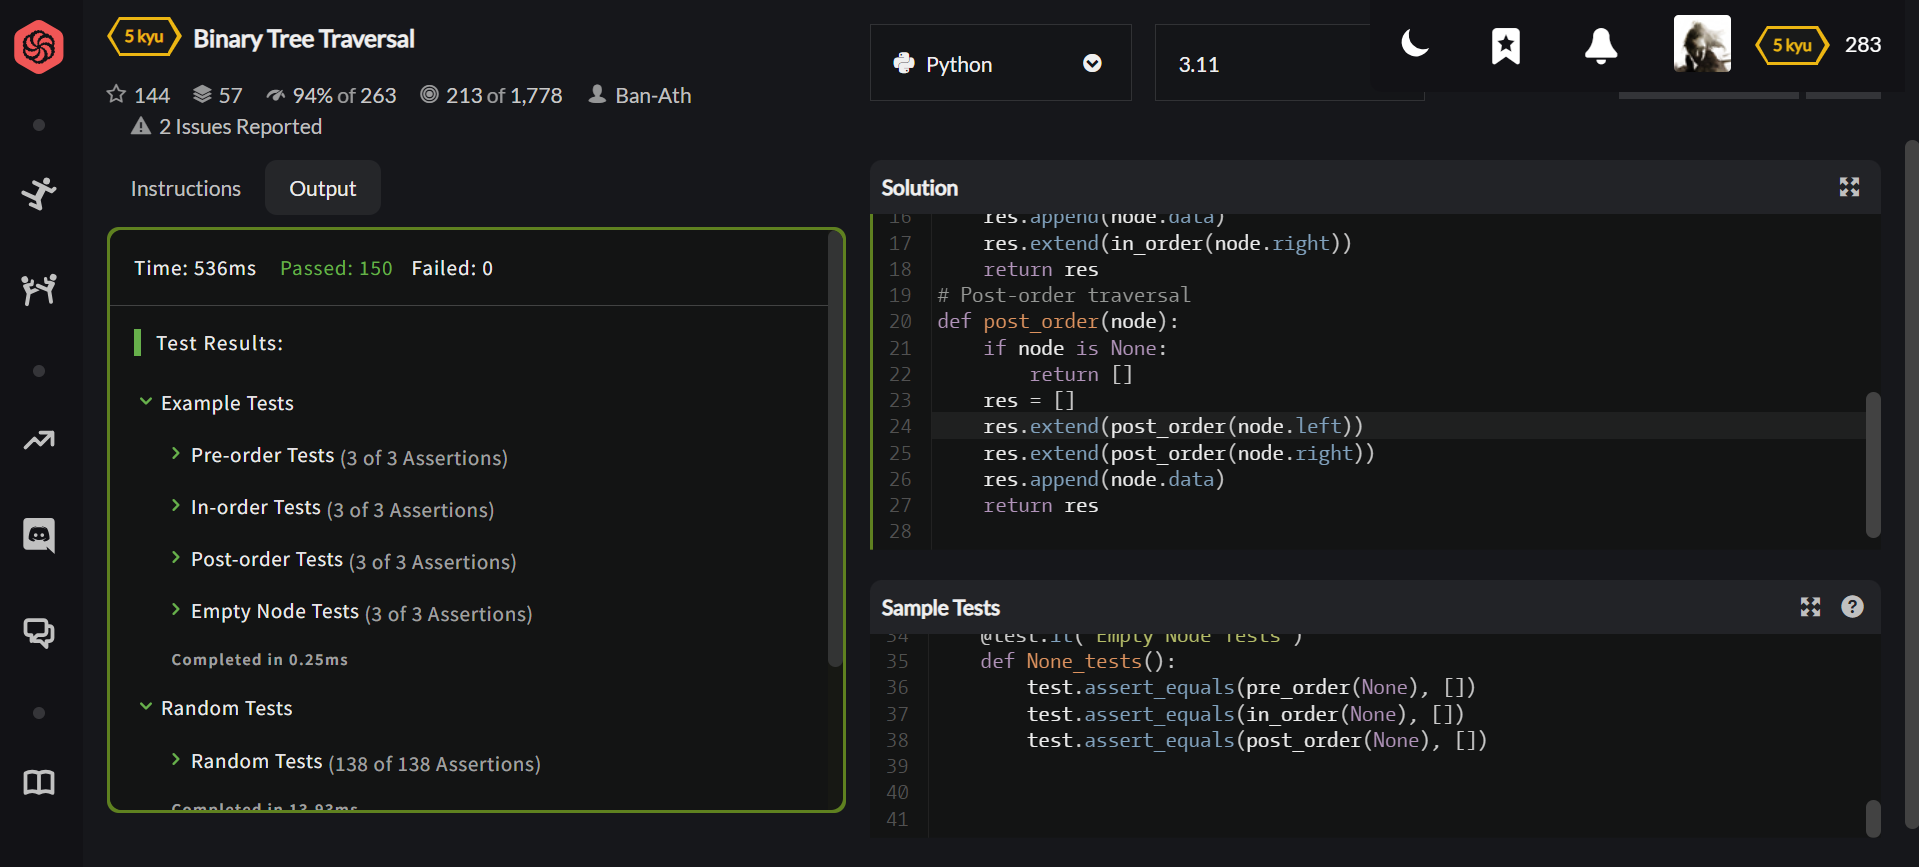 5 kyu
Binary Tree Traversal
144 57 94% of 263 213 of 1,778 Ban-Ath
2 Issues Reported
Python
3.11
5 kyu
283
Instructions
Output
Time: 536ms Passed: 150 Failed: 0
Test Results:
Example Tests
Pre-order Tests (3 of 3 Assertions)
In-order Tests (3 of 3 Assertions)
Post-order Tests (3 of 3 Assertions)
Empty Node Tests (3 of 3 Assertions)
Completed in 0.25ms
Random Tests
Random Tests (138 of 138 Assertions)
Completed in 13.93ms
Solution
16 res.append(node.data)
17 res.extend(in_order(node.right))
18 return res
19 # Post-order traversal
20 def post_order(node):
21 if node is None:
22 return []
23 res = []
24 res.extend(post_order(node.left))
25 res.extend(post_order(node.right))
26 res.append(node.data)
27 return res
28
Sample Tests
?
34 @test.it("Empty Node Tests")
35 def None_tests():
36 test.assert_equals(pre_order(None), [])
37 test.assert_equals(in_order(None), [])
38 test.assert_equals(post_order(None), [])
39
40
41